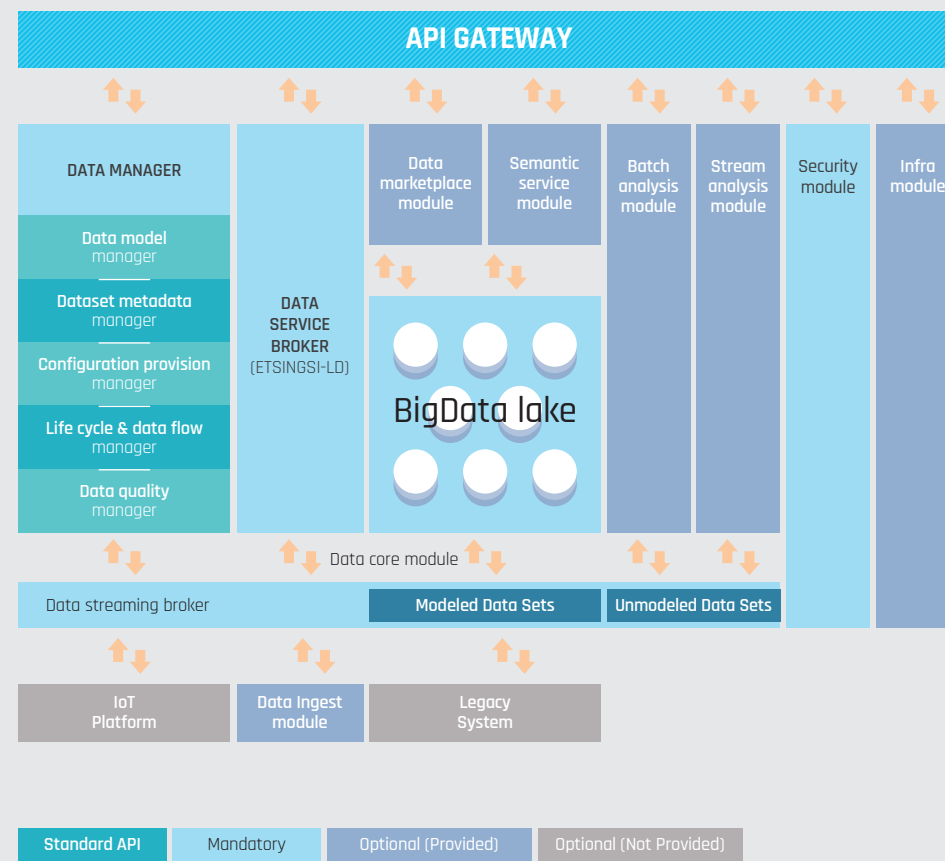 API GATEWAY
DATA MANAGER
Data model
manager
Dataset metadata
manager
Configuration provision
manager
Life cycle & data flow
manager
Data quality
manager
DATA
SERVICE
BROKER
(ETSINGSI-LD)
Data
marketplace
module
Semantic
service
module
BigData lake
Batch
analysis
module
Stream
analysis
module
Security
module
Infra
module
Data core module
Data streaming broker
Modeled Data Sets
Unmodeled Data Sets
IoT
Platform
Data Ingest
module
Legacy
System
Standard API
Mandatory
Optional (Provided)
Optional (Not Provided)